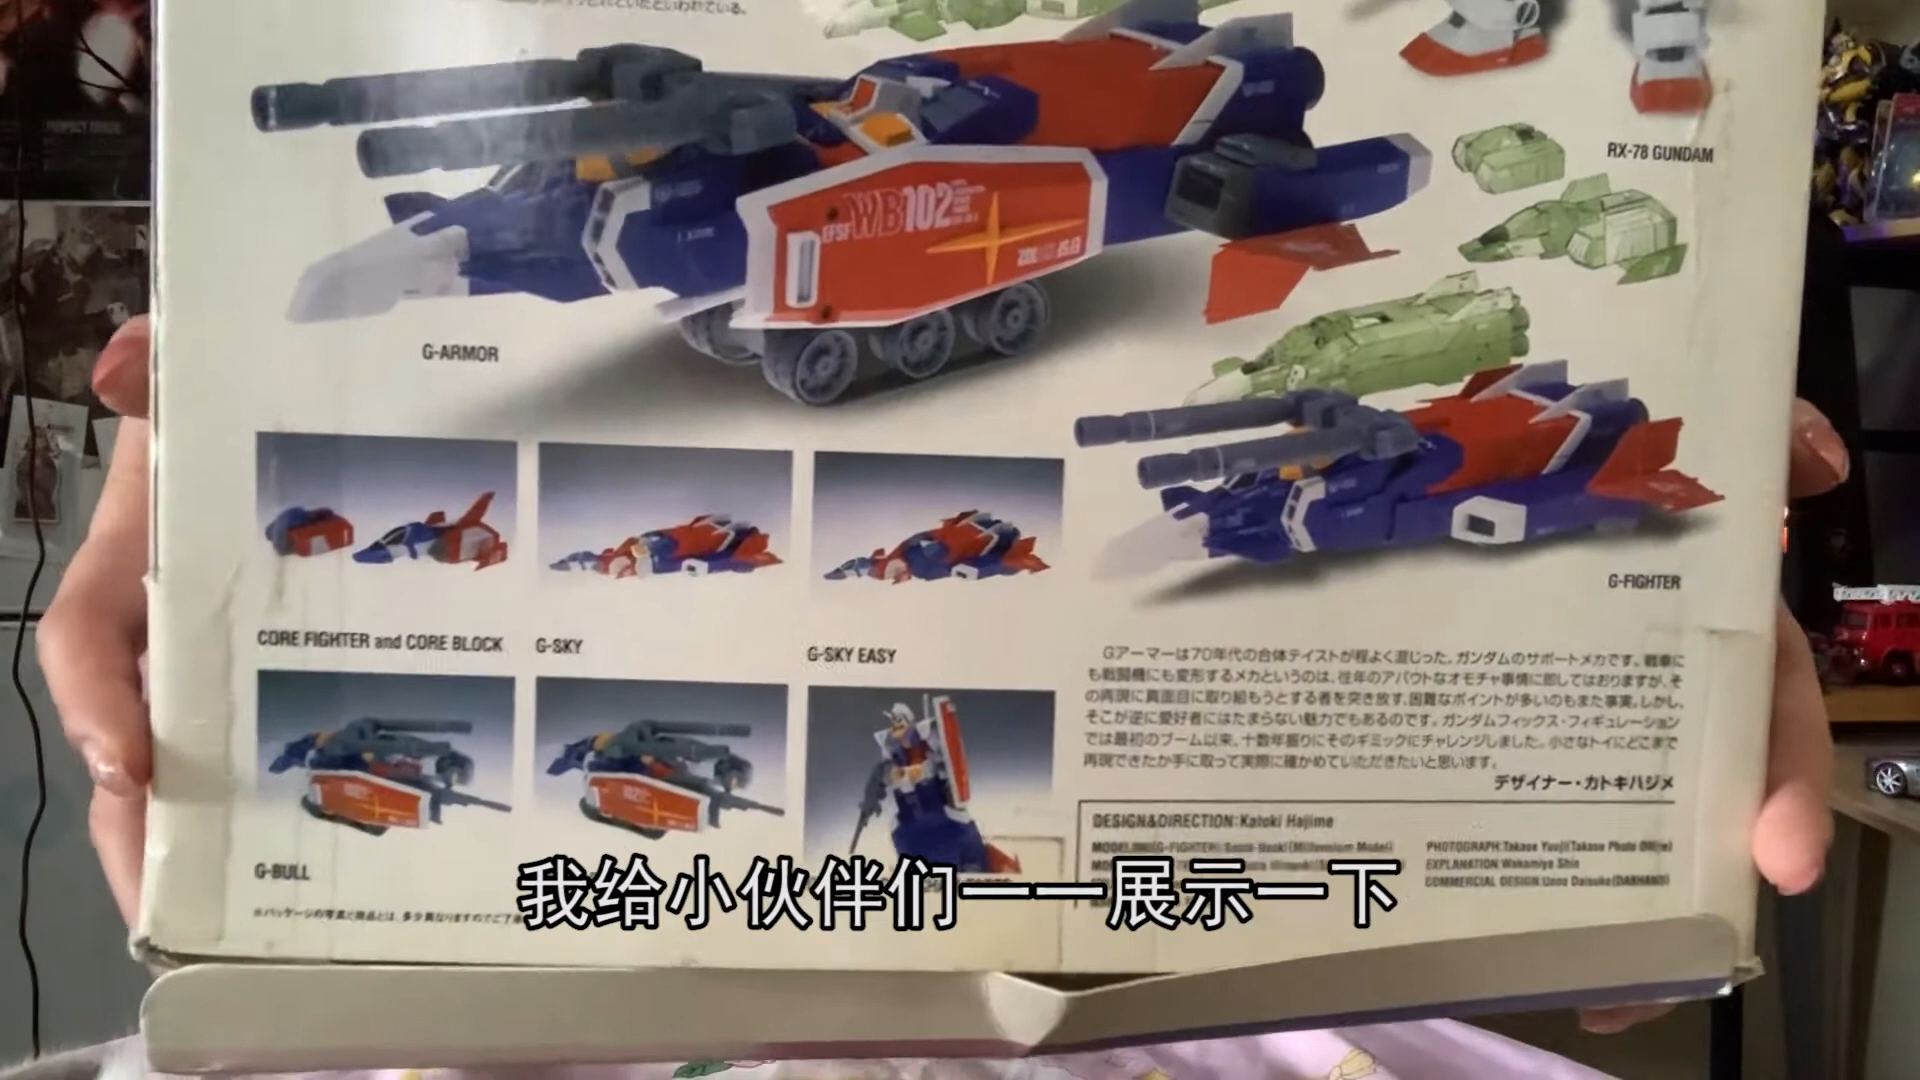 RX-78 GUNDAM
EFSF WB102
G-ARMOR
G-FIGHTER
CORE FIGHTER and CORE BLOCK
G-SKY
G-SKY EASY
Gアーマーは70年代の合体テイストが程よく混じった、ガンダムのサポートメカです。戦車に
も戦闘機にも変形するメカというのは、往年のアバウトなオモチャ事情に即してはおりますが、そ
の再現に真面目に取り組もうとする者を突き放す、困難なポイントが多いのもまた事実。しかし、
そこが逆に愛好者にはたまらない魅力でもあるのです。ガンダムフィックス・フィギュレーション
では最初のブーム以来、十数年振りにそのギミックにチャレンジしました。小さなトイにどこまで
再現できたか手に取って実際に確かめていただきたいと思います。
デザイナー・カトキハジメ
DESIGN&DIRECTION:Katoki Hajime
PHOTOGRAPH:Takase Yuuji(Takase Photo Office)
EXPLANATION Wakamiya Shin
COMMERCIAL DESIGN:Ueno Daisuke
G-BULL
我给小伙伴们一一展示一下